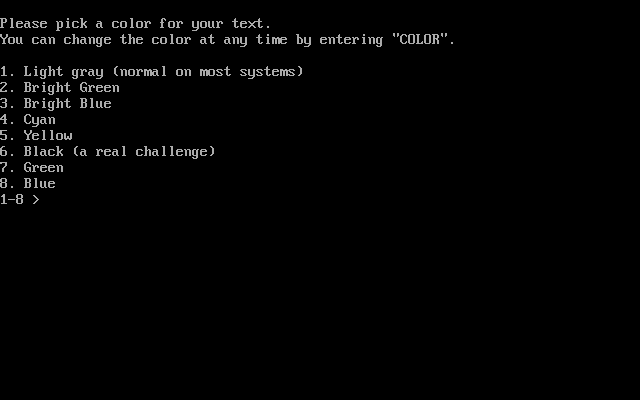 Please pick a color for your text.
You can change the color at any time by entering "COLOR".
1. Light gray (normal on most systems)
2. Bright Green
3. Bright Blue
4. Cyan
5. Yellow
6. Black (a real challenge)
7. Green
8. Blue
1-8 >